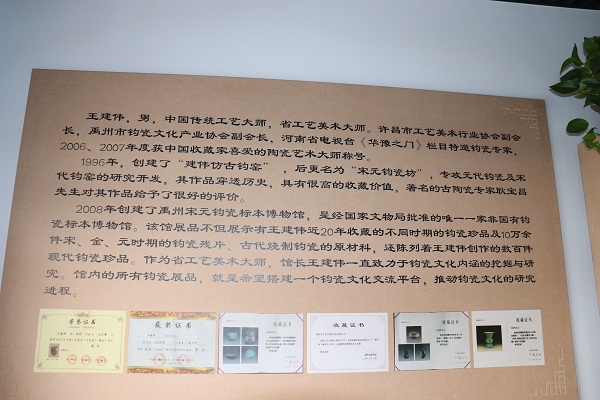 王建伟，男，中国传统工艺大师，省工艺美术大师。许昌市工艺美术行业协会副会
长，禹州市钧瓷文化产业协会副会长，河南省电视台《华豫之门》栏目特邀钧瓷专家，
2006、2007年度获中国收藏家喜爱的陶瓷艺术大师称号。
1996年，创建了“建伟仿古钧窑”，后更名为“宋元钧瓷坊”，专攻元代钧瓷及宋
代钧窑的研究开发，其作品穿透历史，具有很高的收藏价值，著名的古陶瓷专家耿宝昌
先生对其作品给予了很好的评价。
2008年创建了禹州宋元钧瓷标本博物馆，是经国家文物局批准的唯一一家非国有钧
瓷标本博物馆。该馆展品不但展示有王建伟近20年收藏的不同时期的钧瓷珍品及10万余
件宋、金、元时期的钧瓷残片、古代烧制钧瓷的原材料，还陈列着王建伟创作的数百件
现代钧瓷珍品。作为省工艺美术大师，馆长王建伟一直致力于钧瓷文化内涵的挖掘与研
究。馆内的所有钧瓷展品，就是希望搭建一个钧瓷文化交流平台，推动钧瓷文化的研究
进程。
荣誉证书
获奖证书
收藏证书
收藏证书
收藏证书
收藏证书